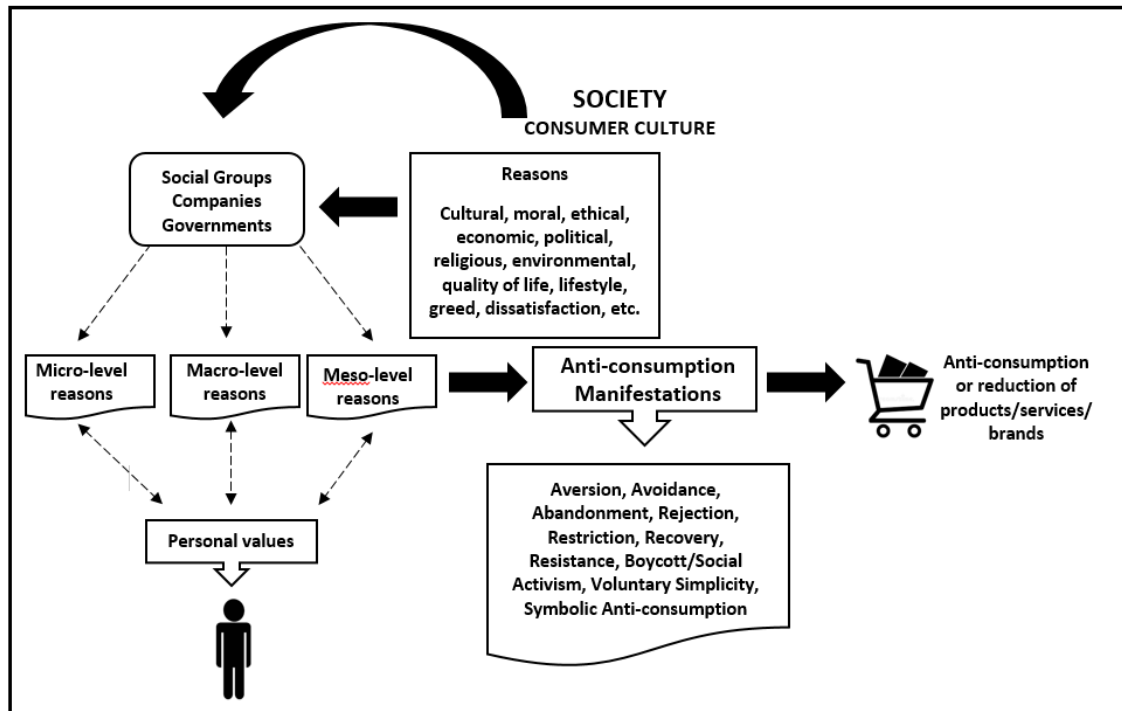 SOCIETY
CONSUMER CULTURE
Social Groups
Companies
Governments
Reasons
Cultural, moral, ethical,
economic, political,
religious, environmental,
quality of life, lifestyle,
greed, dissatisfaction, etc.
Micro-level
reasons
Macro-level
reasons
Meso-level
reasons
Anti-consumption
Manifestations
Anti-consumption
or reduction of
products/services/
brands
Aversion, Avoidance,
Abandonment, Rejection,
Restriction, Recovery,
Resistance, Boycott/Social
Activism, Voluntary Simplicity,
Symbolic Anti-consumption
Personal values